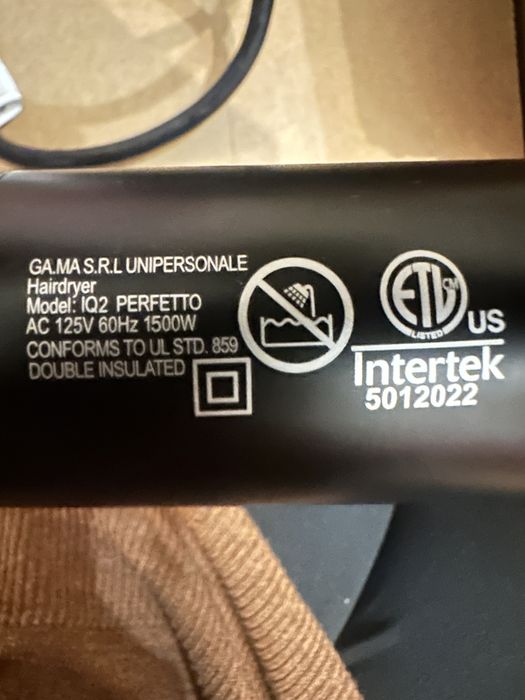 GA.MA S.R.L UNIPERSONALE
Hairdryer
Model: IQ2 PERFETTO
AC 125V 60Hz 1500W
CONFORMS TO UL STD. 859
DOUBLE INSULATED
ETL CM
LISTED
US
Intertek
5012022